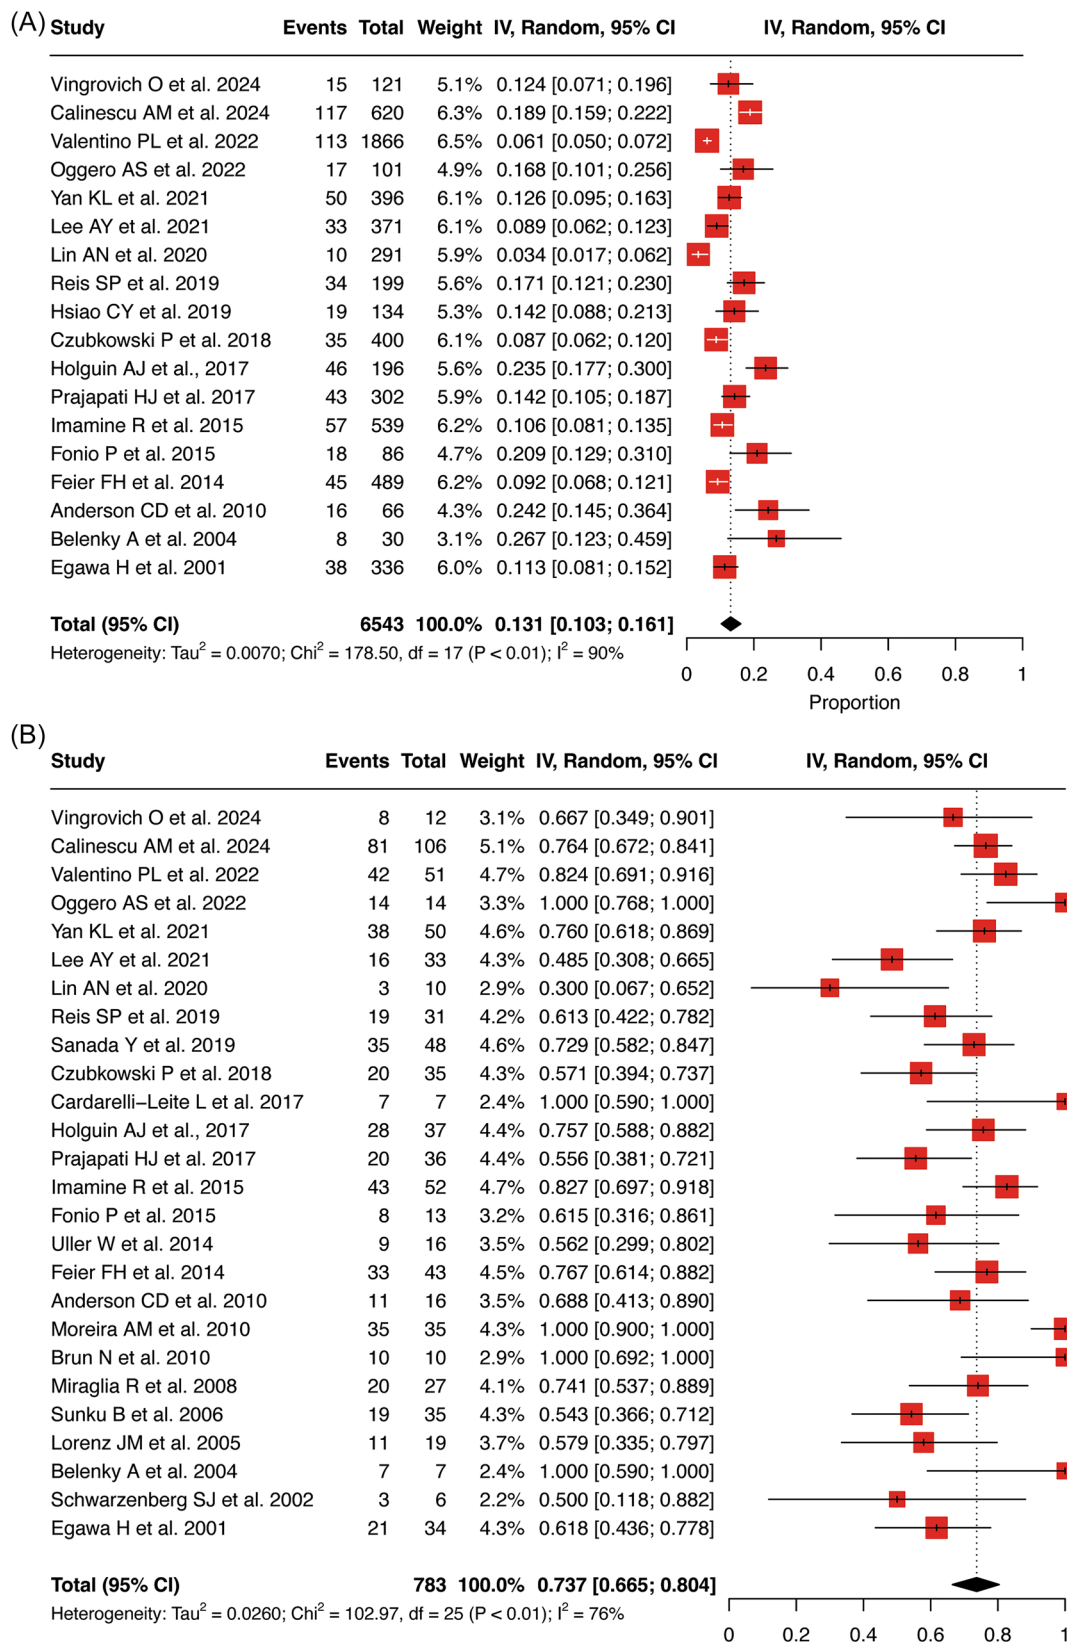 (A)
Study Events Total Weight IV, Random, 95% CI IV, Random, 95% CI
Vingrovich O et al. 2024 15 121 5.1% 0.124 [0.071; 0.196]
Calinescu AM et al. 2024 117 620 6.3% 0.189 [0.159; 0.222]
Valentino PL et al. 2022 113 1866 6.5% 0.061 [0.050; 0.072]
Oggero AS et al. 2022 17 101 4.9% 0.168 [0.101; 0.256]
Yan KL et al. 2021 50 396 6.1% 0.126 [0.095; 0.163]
Lee AY et al. 2021 33 371 6.1% 0.089 [0.062; 0.123]
Lin AN et al. 2020 10 291 5.9% 0.034 [0.017; 0.062]
Reis SP et al. 2019 34 199 5.6% 0.171 [0.121; 0.230]
Hsiao CY et al. 2019 19 134 5.3% 0.142 [0.088; 0.213]
Czubkowski P et al. 2018 35 400 6.1% 0.087 [0.062; 0.120]
Holguin AJ et al., 2017 46 196 5.6% 0.235 [0.177; 0.300]
Prajapati HJ et al. 2017 43 302 5.9% 0.142 [0.105; 0.187]
Imamine R et al. 2015 57 539 6.2% 0.106 [0.081; 0.135]
Fonio P et al. 2015 18 86 4.7% 0.209 [0.129; 0.310]
Feier FH et al. 2014 45 489 6.2% 0.092 [0.068; 0.121]
Anderson CD et al. 2010 16 66 4.3% 0.242 [0.145; 0.364]
Belenky A et al. 2004 8 30 3.1% 0.267 [0.123; 0.459]
Egawa H et al. 2001 38 336 6.0% 0.113 [0.081; 0.152]
Total (95% CI) 6543 100.0% 0.131 [0.103; 0.161]
Heterogeneity: Tau² = 0.0070; Chi² = 178.50, df = 17 (P < 0.01); I² = 90%
0 0.2 0.4 0.6 0.8 1
Proportion
(B)
Study Events Total Weight IV, Random, 95% CI IV, Random, 95% CI
Vingrovich O et al. 2024 8 12 3.1% 0.667 [0.349; 0.901]
Calinescu AM et al. 2024 81 106 5.1% 0.764 [0.672; 0.841]
Valentino PL et al. 2022 42 51 4.7% 0.824 [0.691; 0.916]
Oggero AS et al. 2022 14 14 3.3% 1.000 [0.768; 1.000]
Yan KL et al. 2021 38 50 4.6% 0.760 [0.618; 0.869]
Lee AY et al. 2021 16 33 4.3% 0.485 [0.308; 0.665]
Lin AN et al. 2020 3 10 2.9% 0.300 [0.067; 0.652]
Reis SP et al. 2019 19 31 4.2% 0.613 [0.422; 0.782]
Sanada Y et al. 2019 35 48 4.6% 0.729 [0.582; 0.847]
Czubkowski P et al. 2018 20 35 4.3% 0.571 [0.394; 0.737]
Cardarelli−Leite L et al. 2017 7 7 2.4% 1.000 [0.590; 1.000]
Holguin AJ et al., 2017 28 37 4.4% 0.757 [0.588; 0.882]
Prajapati HJ et al. 2017 20 36 4.4% 0.556 [0.381; 0.721]
Imamine R et al. 2015 43 52 4.7% 0.827 [0.697; 0.918]
Fonio P et al. 2015 8 13 3.2% 0.615 [0.316; 0.861]
Uller W et al. 2014 9 16 3.5% 0.562 [0.299; 0.802]
Feier FH et al. 2014 33 43 4.5% 0.767 [0.614; 0.882]
Anderson CD et al. 2010 11 16 3.5% 0.688 [0.413; 0.890]
Moreira AM et al. 2010 35 35 4.3% 1.000 [0.900; 1.000]
Brun N et al. 2010 10 10 2.9% 1.000 [0.692; 1.000]
Miraglia R et al. 2008 20 27 4.1% 0.741 [0.537; 0.889]
Sunku B et al. 2006 19 35 4.3% 0.543 [0.366; 0.712]
Lorenz JM et al. 2005 11 19 3.7% 0.579 [0.335; 0.797]
Belenky A et al. 2004 7 7 2.4% 1.000 [0.590; 1.000]
Schwarzenberg SJ et al. 2002 3 6 2.2% 0.500 [0.118; 0.882]
Egawa H et al. 2001 21 34 4.3% 0.618 [0.436; 0.778]
Total (95% CI) 783 100.0% 0.737 [0.665; 0.804]
Heterogeneity: Tau² = 0.0260; Chi² = 102.97, df = 25 (P < 0.01); I² = 76%
0 0.2 0.4 0.6 0.8 1